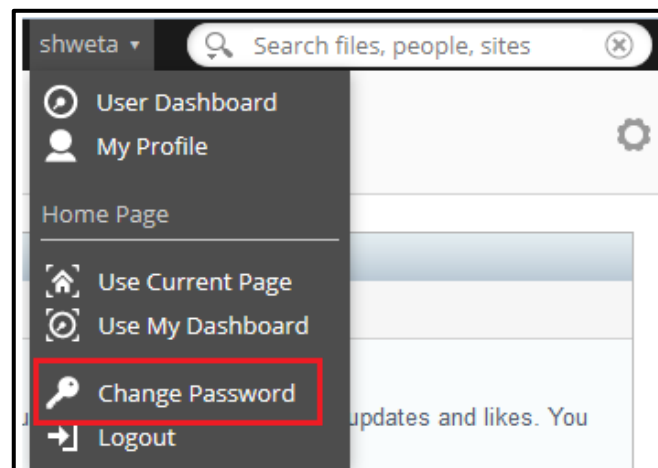 shweta
Search files, people, sites
User Dashboard
My Profile
Home Page
Use Current Page
Use My Dashboard
Change Password
updates and likes. You
Logout